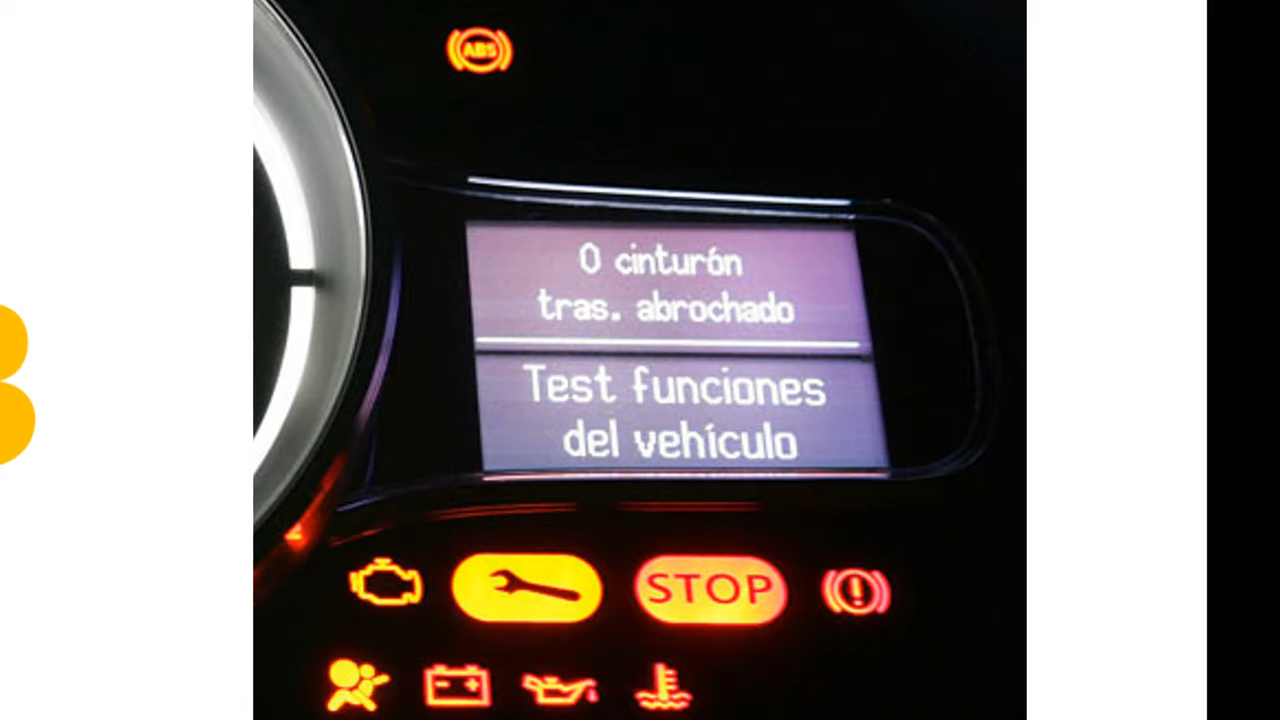 ABS
0 cinturón
tras. abrochado
Test funciones
del vehículo
STOP